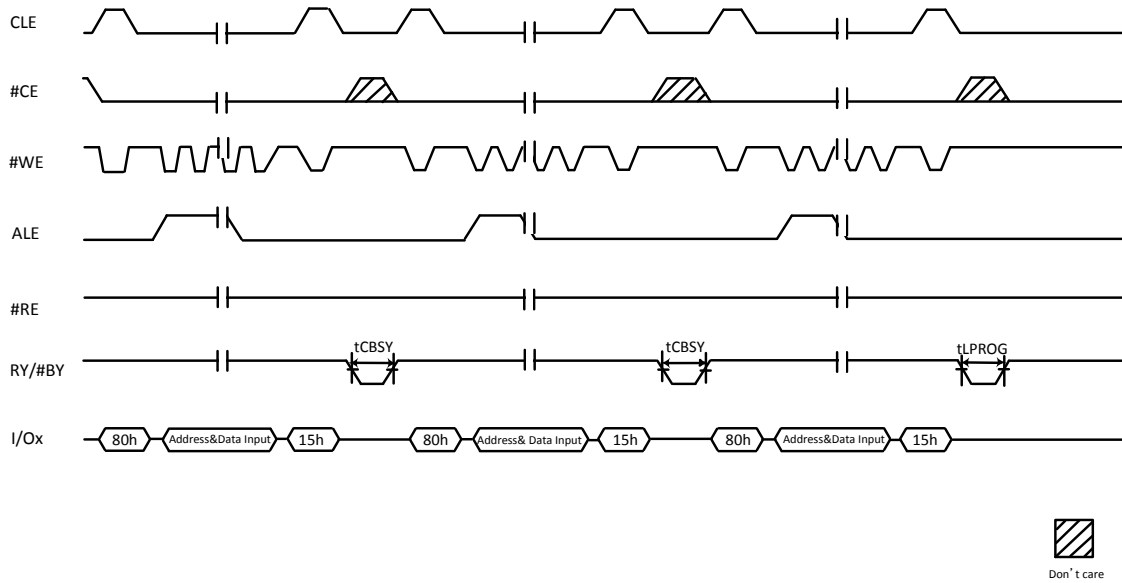 CLE
#CE
#WE
ALE
#RE
tCBSY tCBSY tLPROG
RY/#BY
I/Ox 80h Address&Data Input 15h 80h Address& Data Input 15h 80h Address&Data Input 15h
Don't care